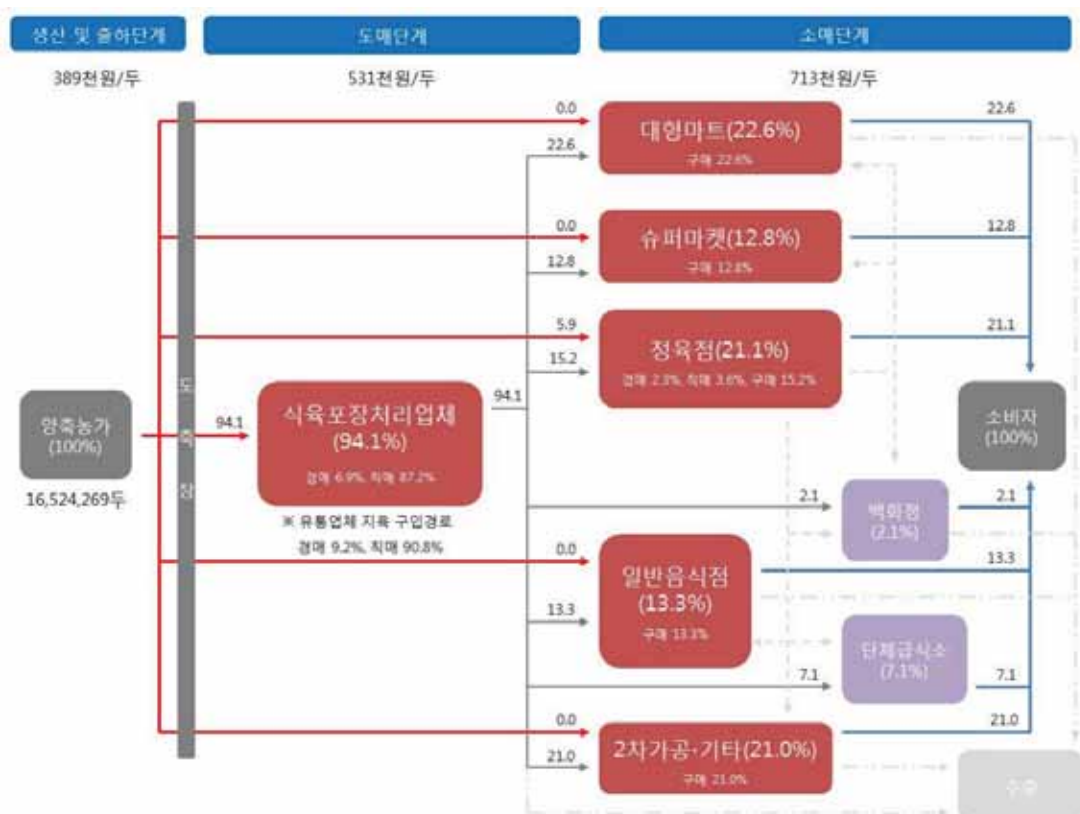 생산 및 출하단계
도매단계
소매단계
389천원/두
531천원/두
713천원/두
0.0
대형마트(22.6%)
구매 22.6%
22.6
22.6
0.0
슈퍼마켓(12.8%)
구매 12.8%
12.8
12.8
5.9
정육점(21.1%)
경매 2.3%, 직매 3.6%, 구매 15.2%
21.1
15.2
도
축
장
양축농가
(100%)
16,524,269두
94.1
식육포장처리업체
(94.1%)
경매 6.9%, 직매 87.2%
94.1
※ 유통업체 지육 구입경로
경매 9.2%, 직매 90.8%
소비자
(100%)
2.1
백화점
(2.1%)
2.1
0.0
일반음식점
(13.3%)
구매 13.3%
13.3
13.3
단체급식소
(7.1%)
7.1
7.1
0.0
2차가공·기타(21.0%)
구매 21.0%
21.0
21.0